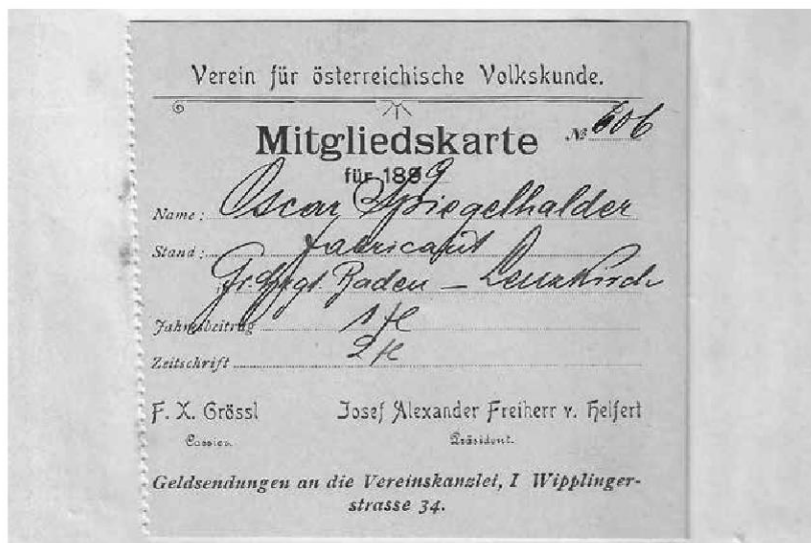 Verein für österreichische Volkskunde.
Mitgliedskarte № 606
für 1899
Name: Oscar Spiegelhalder
Stand: Fabricant
Baden – Lenzkirch
Jahresbeitrag 1 fl
Zeitschrift 2 fl
F. X. Grössl Josef Alexander Freiherr v. Helfert
Cassier. Präsident.
Geldsendungen an die Vereinskanzlei, I Wipplinger-
strasse 34.